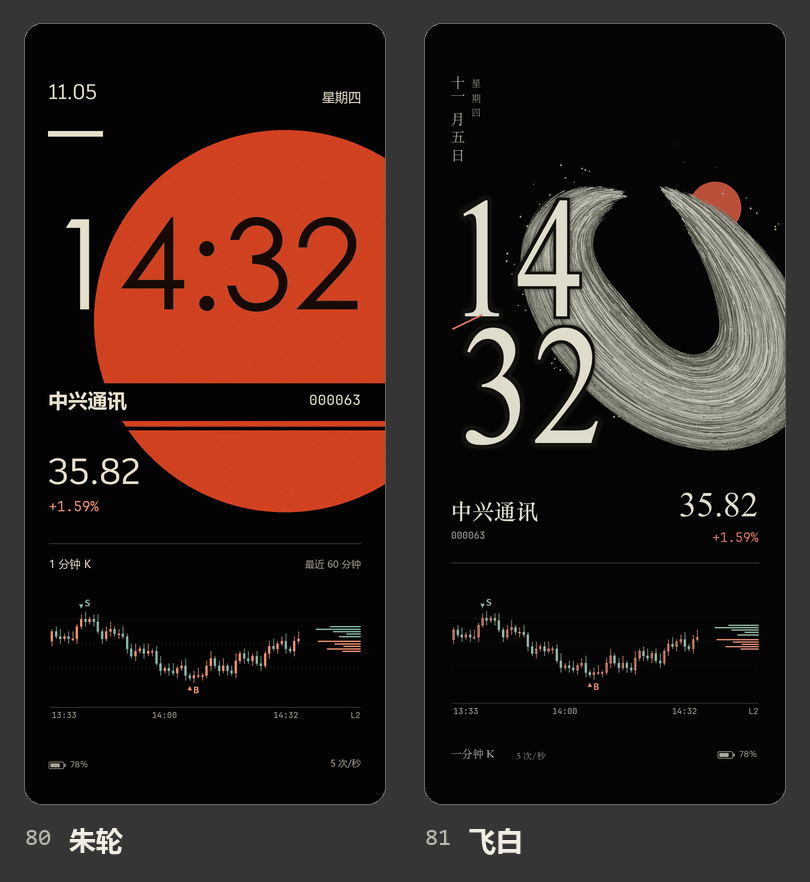 11.05
星期四
14:32
中兴通讯 000063
35.82
+1.59%
1 分钟 K 最近 60 分钟
S
B
13:33 14:00 14:32 L2
78% 5 次/秒
80 朱轮
十一月五日
星期四
14
32
中兴通讯 35.82
000063 +1.59%
S
B
13:33 14:00 14:32 L2
一分钟 K 5 次/秒 78%
81 飞白